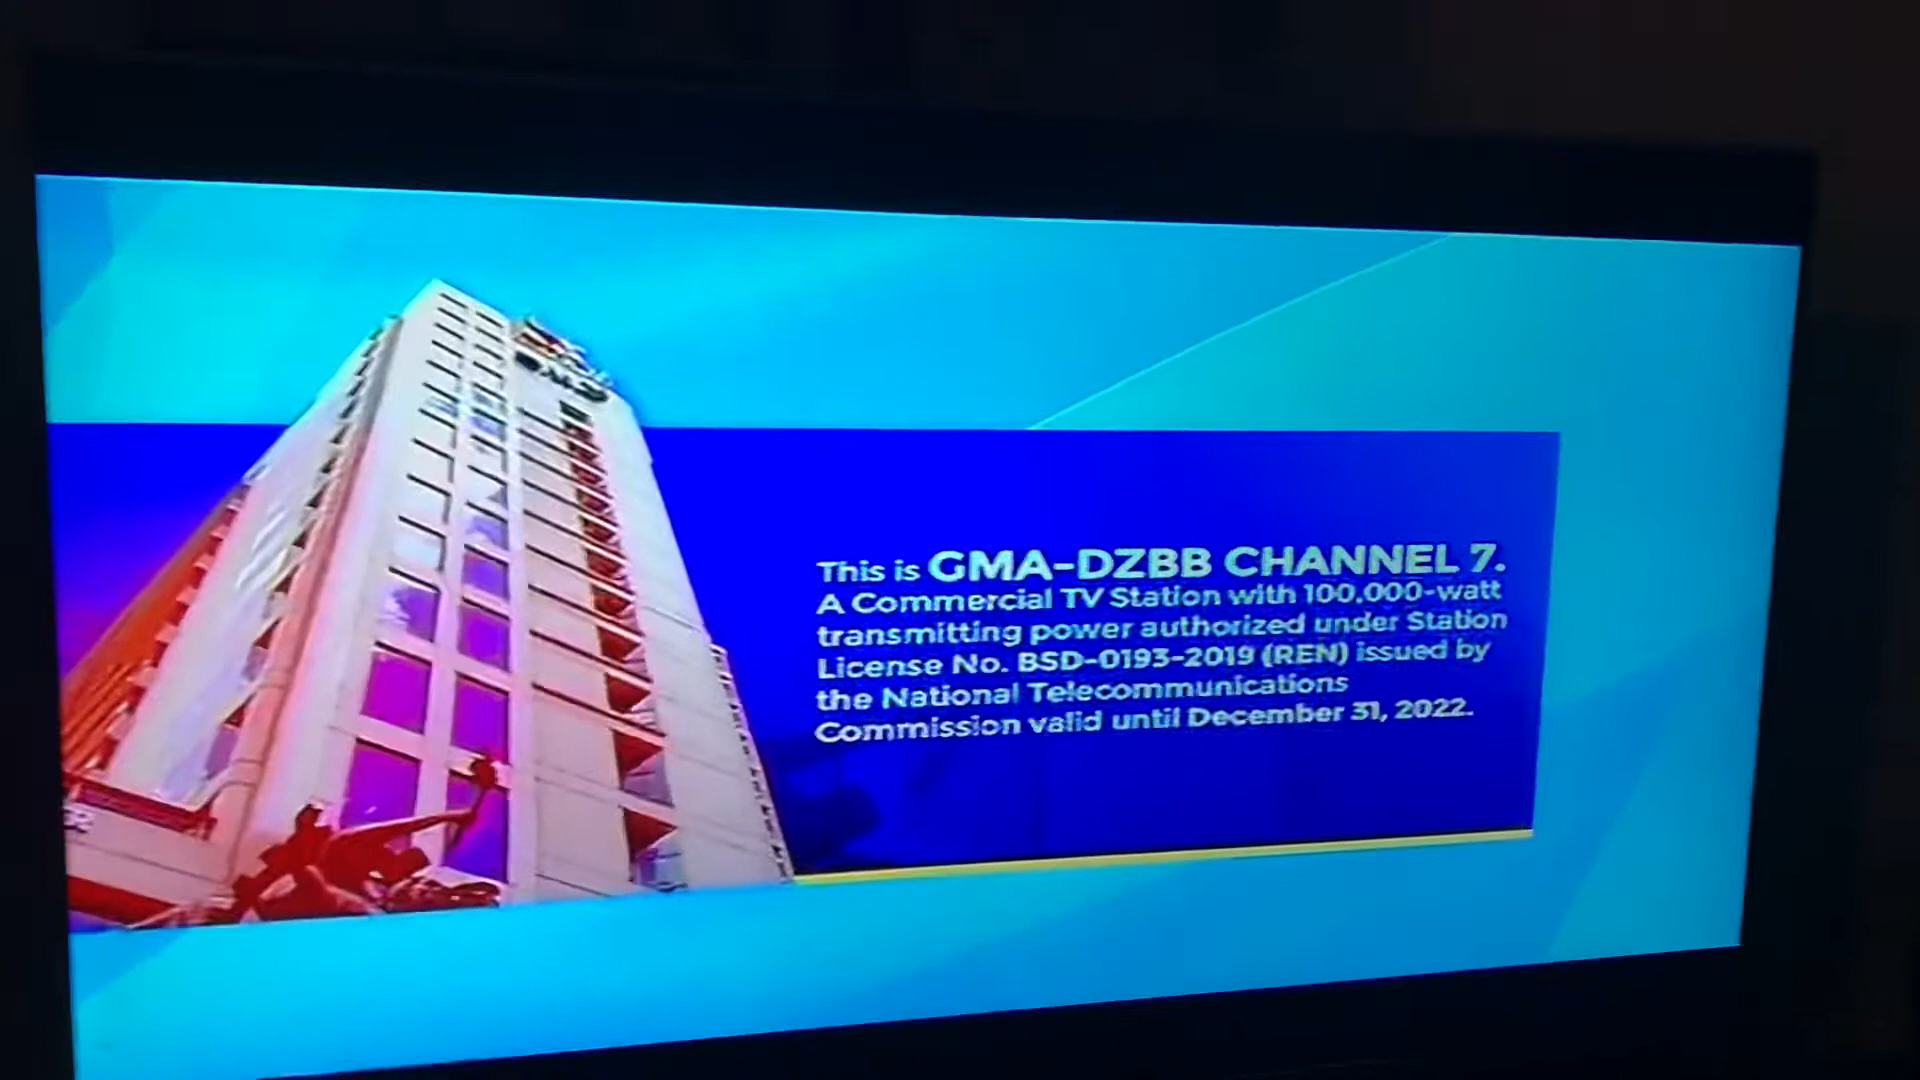 This is GMA-DZBB CHANNEL 7.
A Commercial TV Station with 100,000-watt
transmitting power authorized under Station
License No. BSD-0193-2019 (REN) issued by
the National Telecommunications
Commission valid until December 31, 2022.